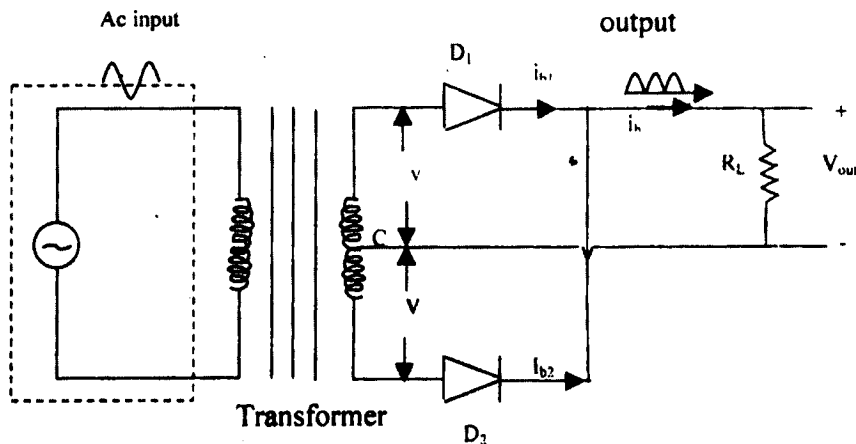 Ac input
output
D1
ib1
ib
+
V
RL
Vout
C
-
V
Ib2
Transformer
D2